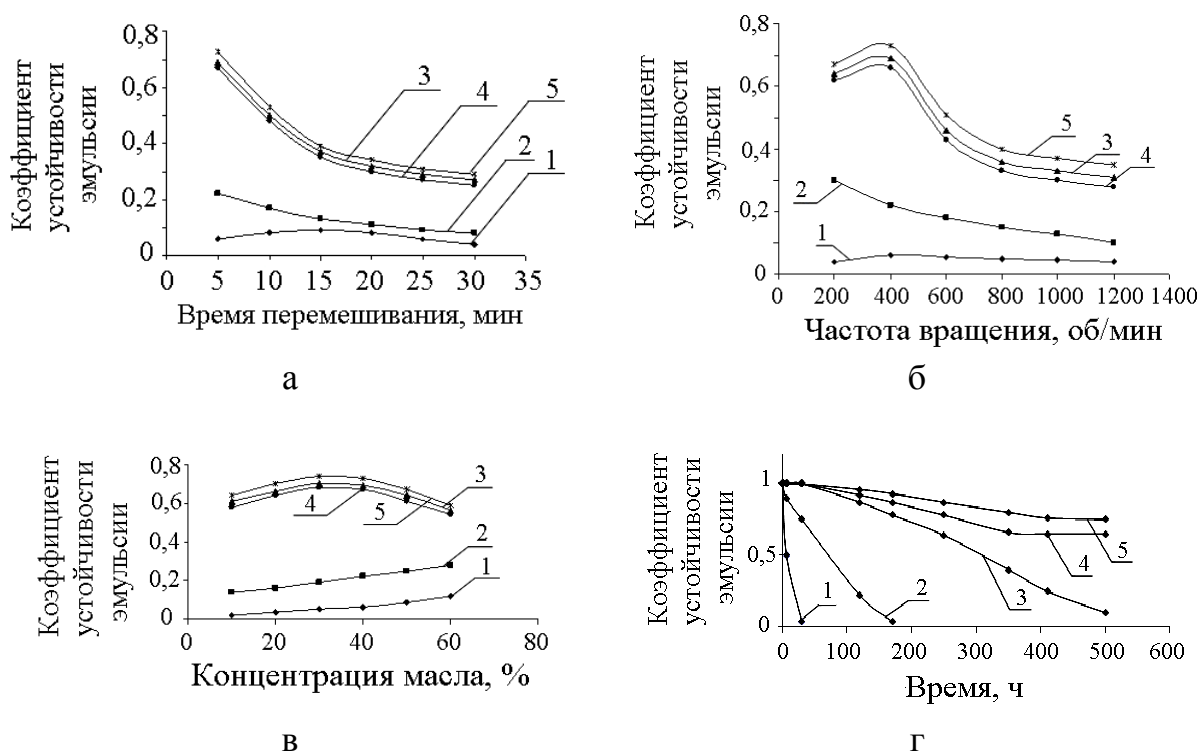 Коэффициент
устойчивости
эмульсии
0,8
0,6
0,4
0,2
0
0 5 10 15 20 25 30 35
3
4
5
2
1
Время перемешивания, мин
а
Коэффициент
устойчивости
эмульсии
0,8
0,6
0,4
0,2
0
0 200 400 600 800 1000 1200 1400
5
3
4
2
1
Частота вращения, об/мин
б
Коэффициент
устойчивости
эмульсии
0,8
0,6
0,4
0,2
0
0 20 40 60 80
3
4
5
2
1
Концентрация масла, %
в
Коэффициент
устойчивости
эмульсии
1
0,5
0
0 100 200 300 400 500 600
5
4
3
2
1
Время, ч
г